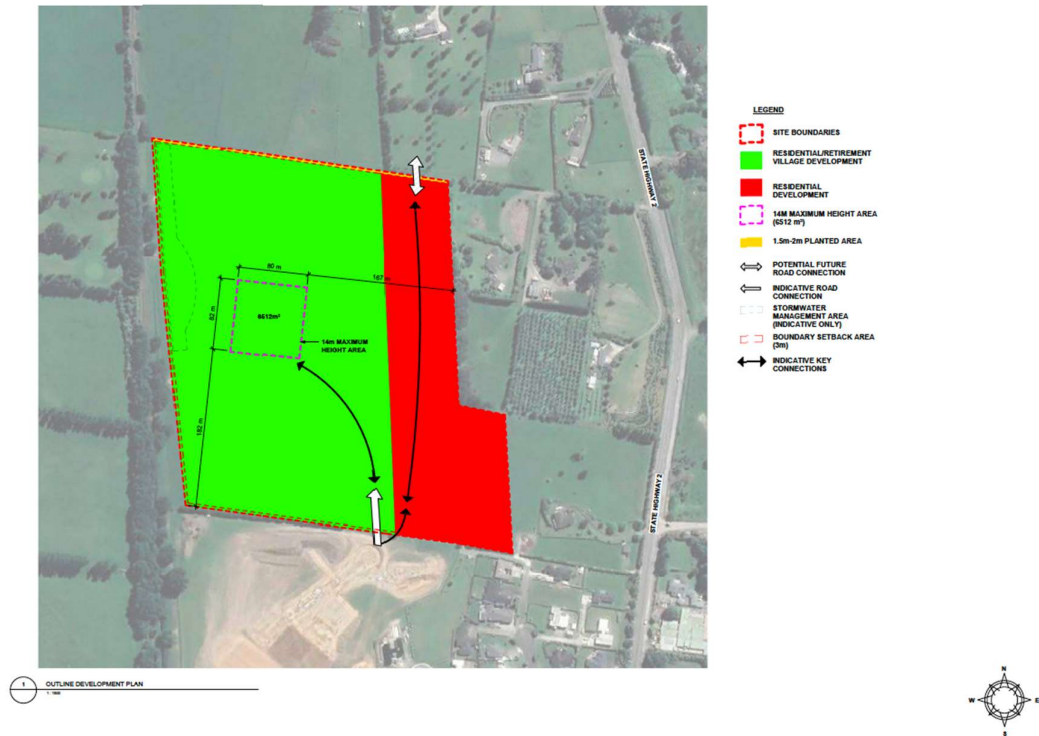 STATE HIGHWAY 2
80 m
167 m
82 m
6512m²
14m MAXIMUM
HEIGHT AREA
182 m
STATE HIGHWAY 2
LEGEND
SITE BOUNDARIES
RESIDENTIAL/RETIREMENT
VILLAGE DEVELOPMENT
RESIDENTIAL
DEVELOPMENT
14M MAXIMUM HEIGHT AREA
(6512 m²)
1.5m-2m PLANTED AREA
POTENTIAL FUTURE
ROAD CONNECTION
INDICATIVE ROAD
CONNECTION
STORMWATER
MANAGEMENT AREA
(INDICATIVE ONLY)
BOUNDARY SETBACK AREA
(3m)
INDICATIVE KEY
CONNECTIONS
1
OUTLINE DEVELOPMENT PLAN
N
W
E
S